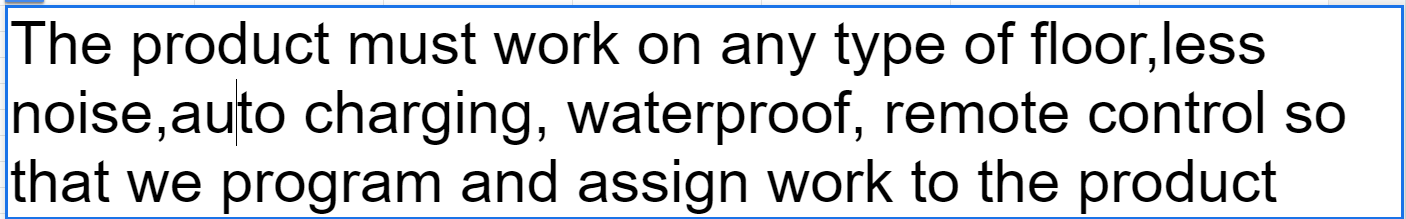 The product must work on any type of floor,less
noise,auto charging, waterproof, remote control so
that we program and assign work to the product